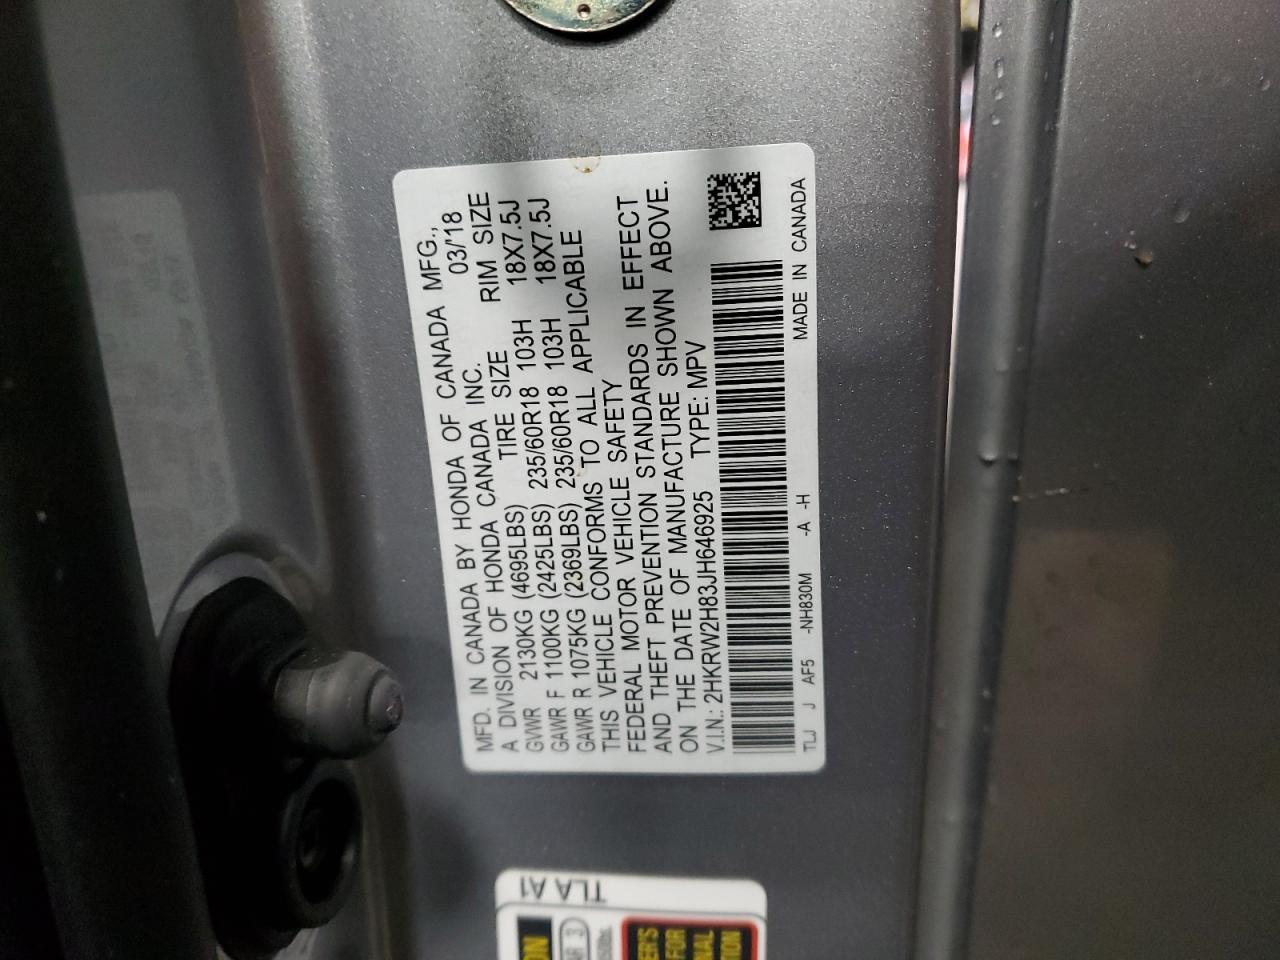 MFD. IN CANADA BY HONDA OF CANADA MFG.,
A DIVISION OF HONDA CANADA INC. 03/'18
TIRE SIZE RIM SIZE
GVWR 2130KG (4695LBS)
GAWR F 1100KG (2425LBS) 235/60R18 103H 18X7.5J
GAWR R 1075KG (2369LBS) 235/60R18 103H 18X7.5J
THIS VEHICLE CONFORMS TO ALL APPLICABLE
FEDERAL MOTOR VEHICLE SAFETY
AND THEFT PREVENTION STANDARDS IN EFFECT
ON THE DATE OF MANUFACTURE SHOWN ABOVE.
V.I.N.: 2HKRW2H83JH646925 TYPE: MPV
TLJ J AF5 -NH830M -A -H MADE IN CANADA
TLA A1